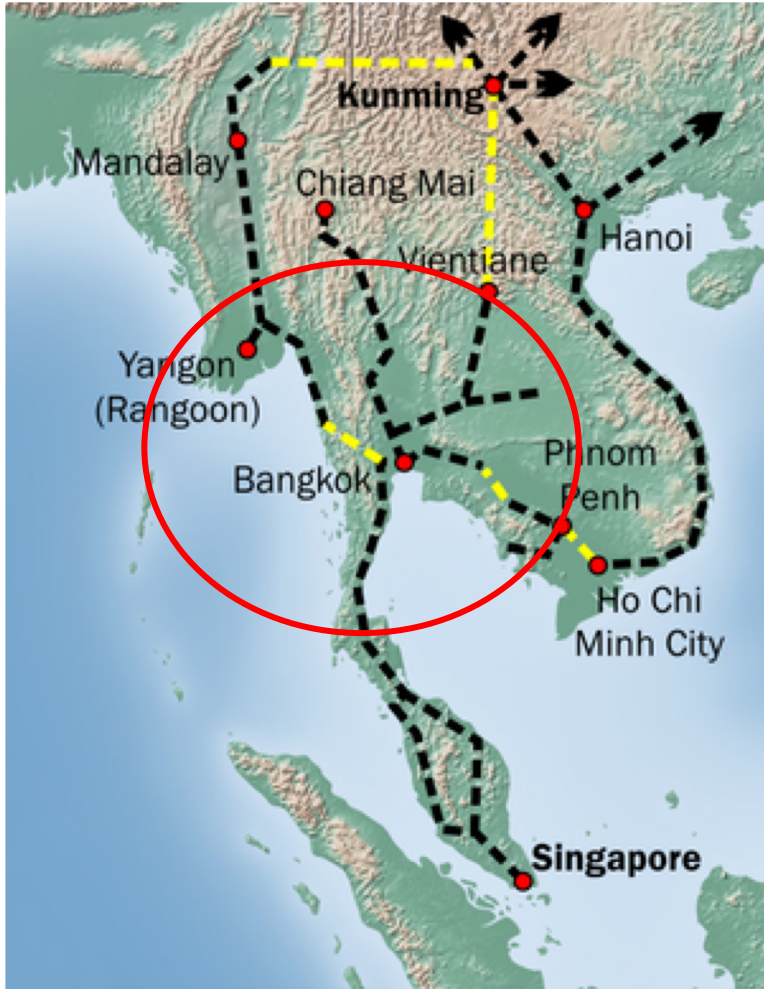 Kunming
Mandalay
Chiang Mai
Hanoi
Vientiane
Yangon
(Rangoon)
Bangkok
Phnom
Penh
Ho Chi
Minh City
Singapore